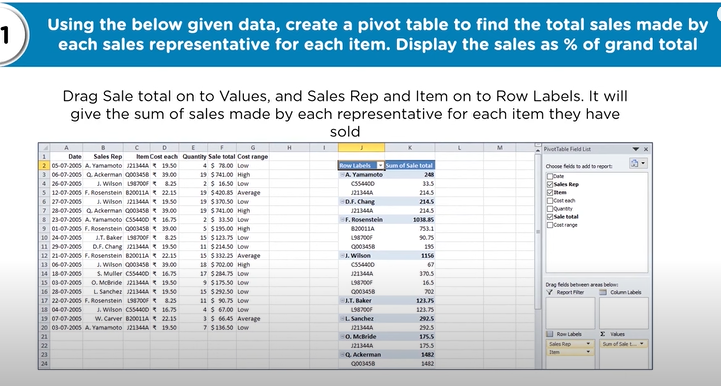 1
Using the below given data, create a pivot table to find the total sales made by
each sales representative for each item. Display the sales as % of grand total
Drag Sale total on to Values, and Sales Rep and Item on to Row Labels. It will
give the sum of sales made by each representative for each item they have
sold
A B C D E F G H I J K L M
1 Date Sales Rep Item Cost each Quantity Sale total Cost range
2 05-07-2005 A. Yamamoto J21344A ₹ 19.50 4 $ 78.00 Low Row Labels Sum of Sale total
3 06-07-2005 Q. Ackerman Q00345B ₹ 39.00 19 $741.00 High A. Yamamoto 248
4 26-07-2005 J. Wilson L98700F ₹ 8.25 2 $ 16.50 Low C55440D 33.5
5 12-07-2005 F. Rosenstein B20011A ₹ 22.15 19 $420.85 Average J21344A 214.5
6 27-07-2005 J. Wilson J21344A ₹ 19.50 19 $370.50 Low D.F. Chang 214.5
7 28-07-2005 Q. Ackerman Q00345B ₹ 39.00 19 $741.00 High J21344A 214.5
8 23-07-2005 A. Yamamoto C55440D ₹ 16.75 2 $ 33.50 Low F. Rosenstein 1038.85
9 01-07-2005 F. Rosenstein Q00345B ₹ 39.00 5 $195.00 High B20011A 753.1
10 24-07-2005 J.T. Baker L98700F ₹ 8.25 15 $123.75 Low L98700F 90.75
11 29-07-2005 D.F. Chang J21344A ₹ 19.50 11 $214.50 Low Q00345B 195
12 21-07-2005 F. Rosenstein B20011A ₹ 22.15 15 $332.25 Average J. Wilson 1156
13 06-07-2005 J. Wilson Q00345B ₹ 39.00 18 $702.00 High C55440D 67
14 18-07-2005 S. Muller C55440D ₹ 16.75 17 $284.75 Low J21344A 370.5
15 03-07-2005 O. McBride J21344A ₹ 19.50 9 $175.50 Low L98700F 16.5
16 28-07-2005 L. Sanchez J21344A ₹ 19.50 15 $292.50 Low Q00345B 702
17 22-07-2005 F. Rosenstein L98700F ₹ 8.25 11 $ 90.75 Low J.T. Baker 123.75
18 04-07-2005 J. Wilson C55440D ₹ 16.75 4 $ 67.00 Low L98700F 123.75
19 07-07-2005 W. Carver B20011A ₹ 22.15 3 $ 66.45 Average L. Sanchez 292.5
20 03-07-2005 A. Yamamoto J21344A ₹ 19.50 7 $136.50 Low J21344A 292.5
21 O. McBride 175.5
22 J21344A 175.5
23 Q. Ackerman 1482
24 Q00345B 1482
PivotTable Field List
Choose fields to add to report:
Date
Sales Rep
Item
Cost each
Quantity
Sale total
Cost range
Drag fields between areas below:
Report Filter Column Labels
Row Labels Σ Values
Sales Rep Sum of Sale t...
Item